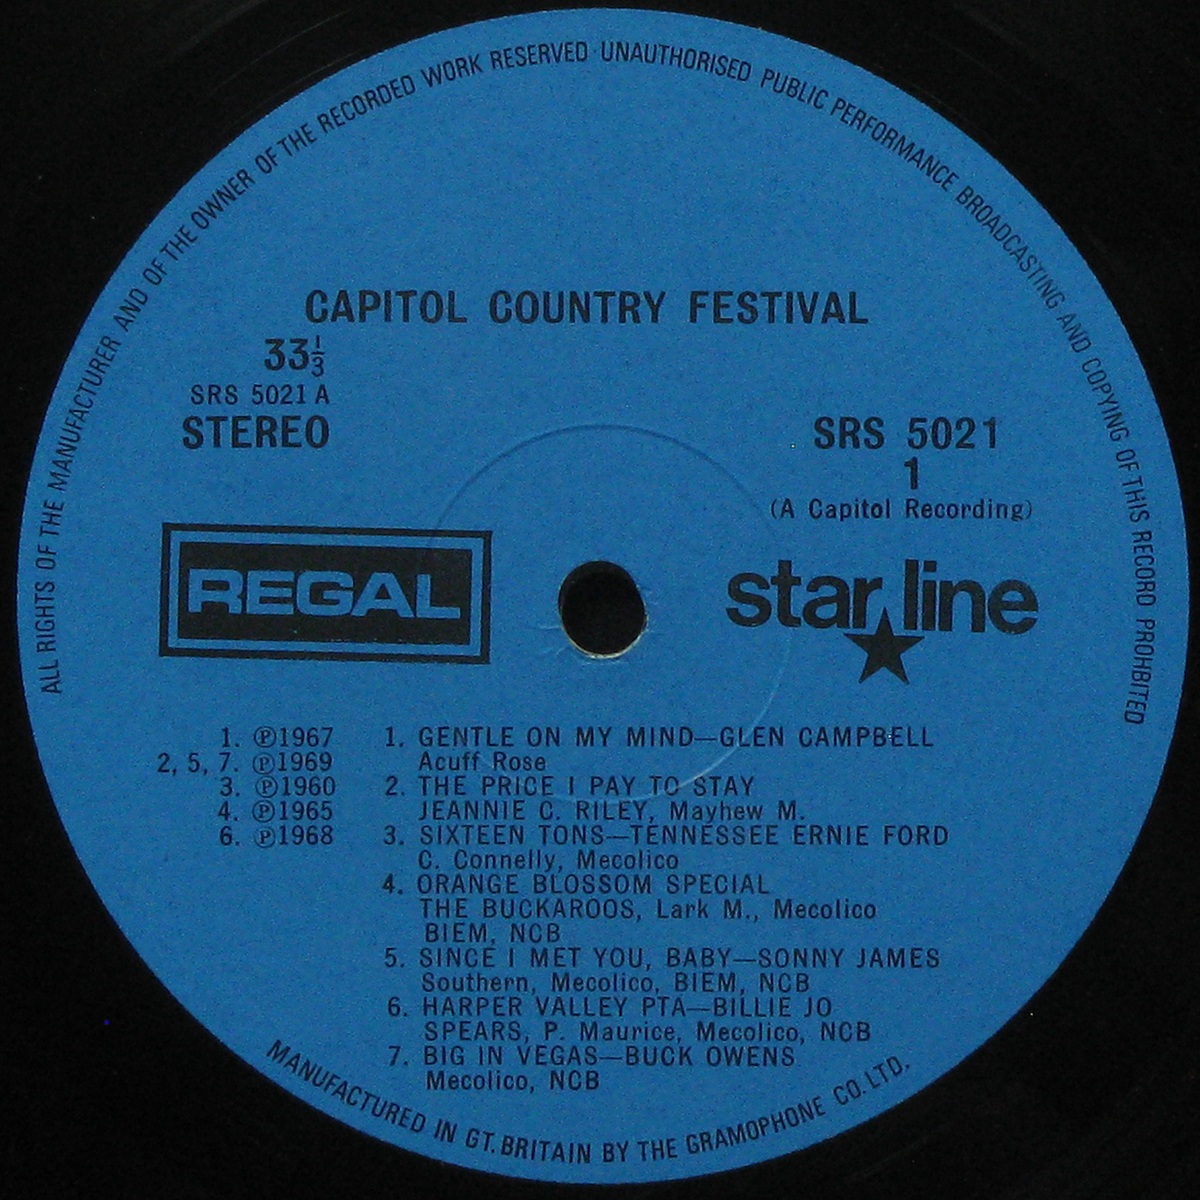 ALL RIGHTS OF THE MANUFACTURER AND OF THE OWNER OF THE RECORDED WORK RESERVED UNAUTHORISED PUBLIC PERFORMANCE BROADCASTING AND COPYING OF THIS RECORD PROHBITED
CAPITOL COUNTRY FESTIVAL
33⅓
SRS 5021 A
STEREO
SRS 5021
1
(A Capitol Recording)
REGAL
star line
1. ℗1967
2, 5, 7. ℗1969
3. ℗1960
4. ℗1965
6. ℗1968
1. GENTLE ON MY MIND—GLEN CAMPBELL
Acuff Rose
2. THE PRICE I PAY TO STAY
JEANNIE C. RILEY, Mayhew M.
3. SIXTEEN TONS—TENNESSEE ERNIE FORD
C. Connelly, Mecolico
4. ORANGE BLOSSOM SPECIAL
THE BUCKAROOS, Lark M., Mecolico
BIEM, NCB
5. SINCE I MET YOU, BABY—SONNY JAMES
Southern, Mecolico, BIEM, NCB
6. HARPER VALLEY PTA—BILLIE JO
SPEARS, P. Maurice, Mecolico, NCB
7. BIG IN VEGAS—BUCK OWENS
Mecolico, NCB
MANUFACTURED IN GT. BRITAIN BY THE GRAMOPHONE CO. LTD.